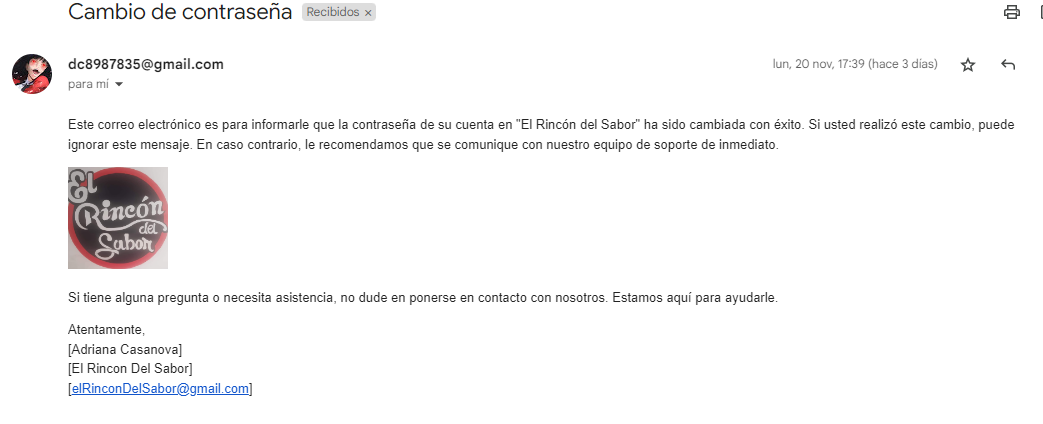 Cambio de contraseña
Recibidos ×
dc8987835@gmail.com
lun, 20 nov, 17:39 (hace 3 días)
para mí
Este correo electrónico es para informarle que la contraseña de su cuenta en "El Rincón del Sabor" ha sido cambiada con éxito. Si usted realizó este cambio, puede
ignorar este mensaje. En caso contrario, le recomendamos que se comunique con nuestro equipo de soporte de inmediato.
El
Rincón
del
Sabor
Si tiene alguna pregunta o necesita asistencia, no dude en ponerse en contacto con nosotros. Estamos aquí para ayudarle.
Atentamente,
[Adriana Casanova]
[El Rincon Del Sabor]
[elRinconDelSabor@gmail.com]